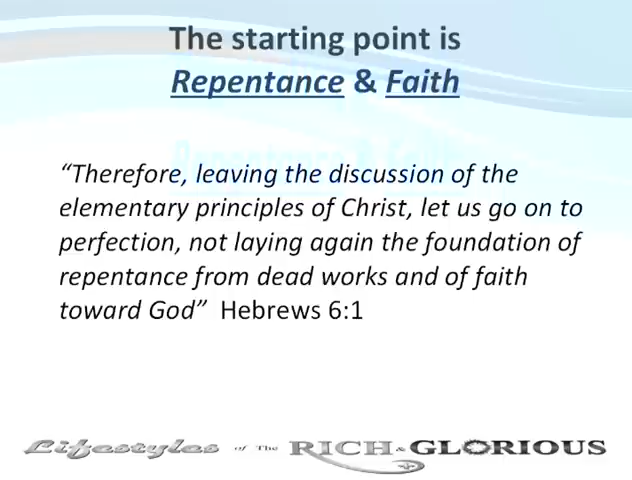 The starting point is
Repentance & Faith
“Therefore, leaving the discussion of the
elementary principles of Christ, let us go on to
perfection, not laying again the foundation of
repentance from dead works and of faith
toward God”  Hebrews 6:1
Lifestyles of The RICH & GLORIOUS